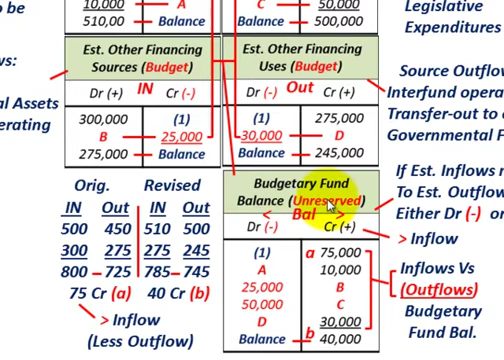 o be
10,000 A
510,00 Balance
C 50,000
Balance 500,000
Legislative
Expenditures
ws:
al Assets
erating
Est. Other Financing
Sources (Budget)
Dr (+) IN Cr (-)
300,000 (1)
B 25,000
275,000 Balance
Est. Other Financing
Uses (Budget)
Dr (-) Out Cr (+)
(1) 275,000
30,000 D
Balance 245,000
Source Outflow
Interfund opera
Transfer-out to o
Governmental F
Orig. Revised
IN Out IN Out
500 450 510 500
300 275 275 245
800 – 725 785 – 745
75 Cr (a) 40 Cr (b)
> Inflow
(Less Outflow)
Budgetary Fund
Balance (Unreserved)
< Bal >
Dr (-) Cr (+)
(1) a 75,000
A 10,000
25,000 B
50,000 C
D 30,000
Balance b 40,000
If Est. Inflows
To Est. Outflow
Either Dr (-) or
> Inflow
Inflows Vs
(Outflows)
Budgetary
Fund Bal.